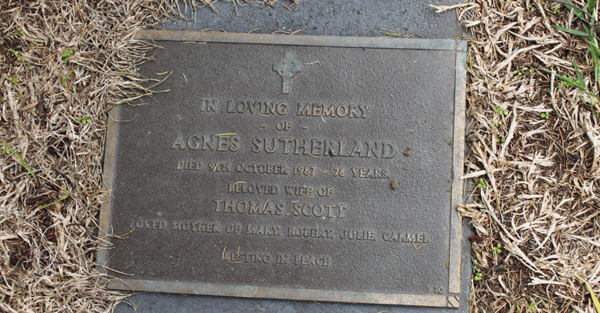 IN LOVING MEMORY
- OF -
AGNES SUTHERLAND
DIED 9TH OCTOBER 1987 - 78 YEARS
BELOVED WIFE OF
THOMAS SCOTT
LOVED MOTHER OF MARY, ROBERT, JULIE, CARMEL
RESTING IN PEACE